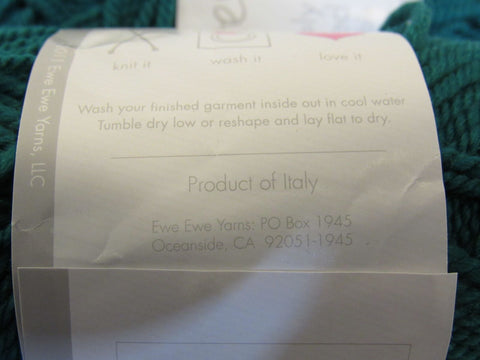 knit it wash it love it
Wash your finished garment inside out in cool water
Tumble dry low or reshape and lay flat to dry.
Product of Italy
Ewe Ewe Yarns: PO Box 1945
Oceanside, CA 92051-1945
Ewe Ewe Yarns, LLC